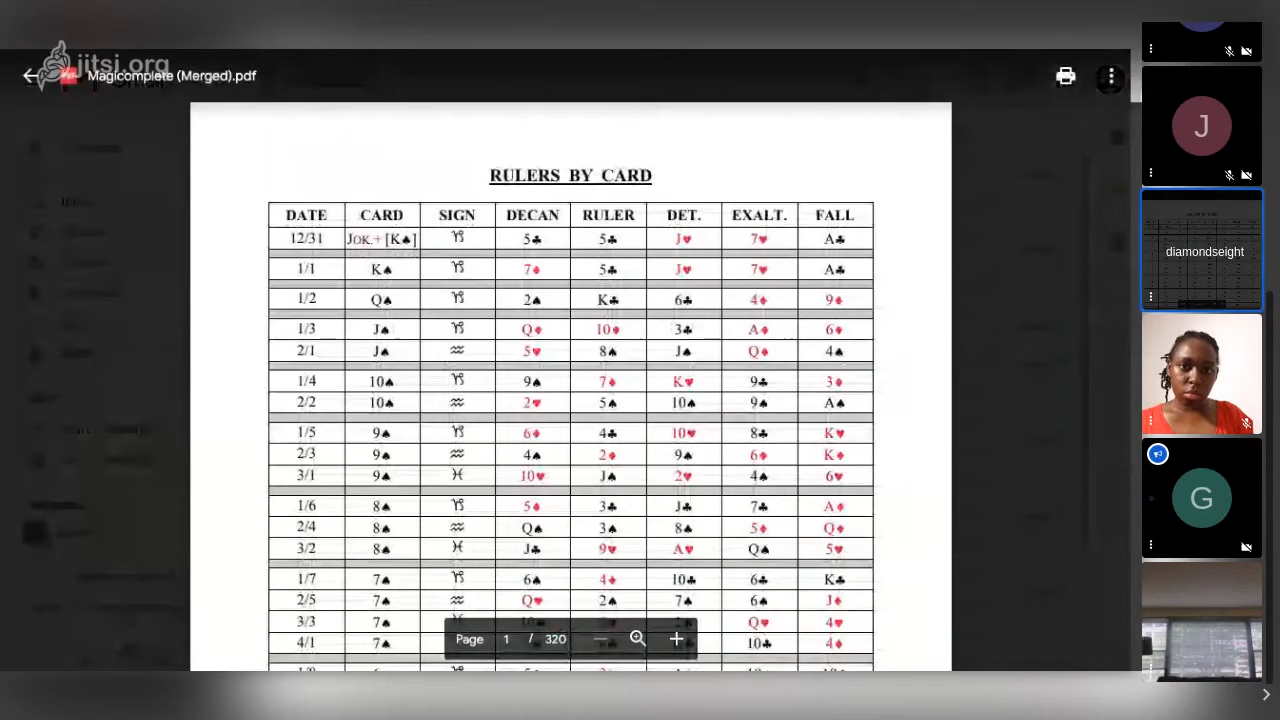 jitsi.org
Magicomplete (Merged).pdf
RULERS BY CARD
DATE CARD SIGN DECAN RULER DET. EXALT. FALL
12/31 JOK.+ [K♠] ♑ 5♣ 5♣ J♥ 7♥ A♣
1/1 K♠ ♑ 7♦ 5♣ J♥ 7♥ A♣
1/2 Q♠ ♑ 2♠ K♣ 6♣ 4♦ 9♦
1/3 J♠ ♑ Q♦ 10♦ 3♣ A♦ 6♦
2/1 J♠ ♒ 5♥ 8♠ J♠ Q♦ 4♠
1/4 10♠ ♑ 9♠ 7♦ K♥ 9♣ 3♦
2/2 10♠ ♒ 2♥ 5♠ 10♠ 9♠ A♠
1/5 9♠ ♑ 6♦ 4♣ 10♥ 8♣ K♥
2/3 9♠ ♒ 4♠ 2♦ 9♠ 6♦ K♦
3/1 9♠ ♓ 10♥ J♠ 2♥ 4♠ 6♥
1/6 8♠ ♑ 5♦ 3♣ J♣ 7♣ A♦
2/4 8♠ ♒ Q♠ 3♠ 8♠ 5♦ Q♦
3/2 8♠ ♓ J♣ 9♥ A♥ Q♠ 5♥
1/7 7♠ ♑ 6♠ 4♦ 10♣ 6♣ K♣
2/5 7♠ ♒ Q♥ 2♠ 7♠ 6♠ J♦
3/3 7♠ Q♥ 4♥
4/1 7♠ 10♣ 4♦
Page 1 / 320
J
diamondseight
G